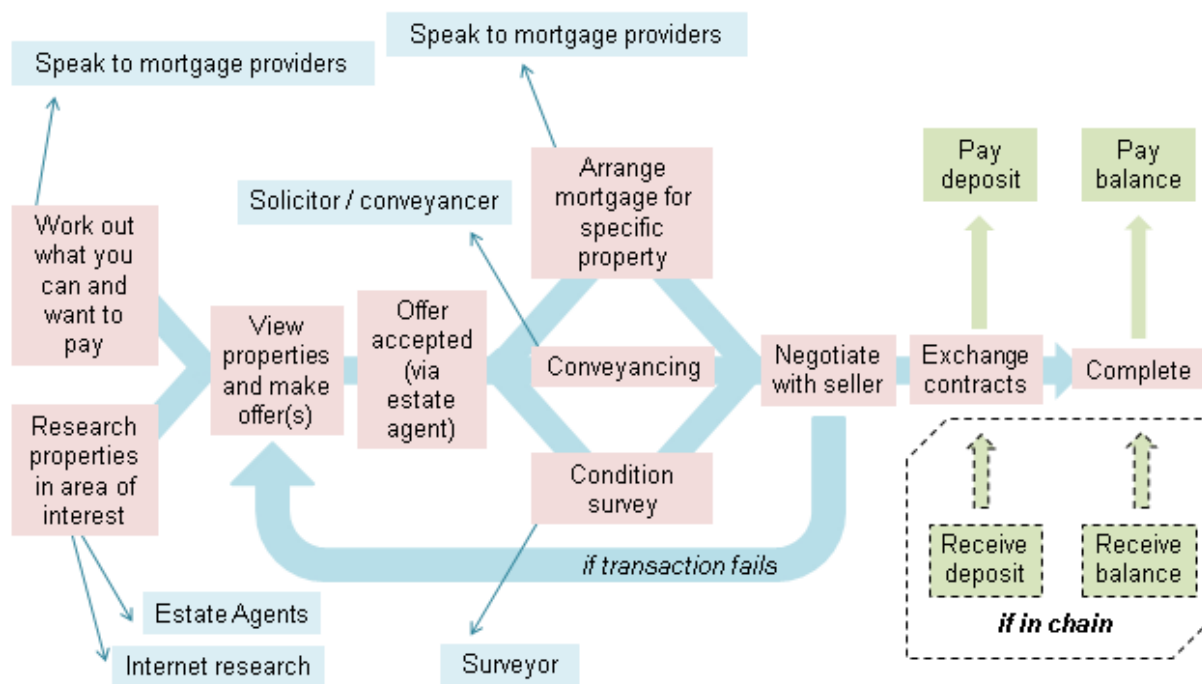 Speak to mortgage providers
Speak to mortgage providers
Solicitor / conveyancer
Work out
what you
can and
want to
pay
Research
properties
in area of
interest
Estate Agents
Internet research
View
properties
and make
offer(s)
Offer
accepted
(via
estate
agent)
Arrange
mortgage for
specific
property
Conveyancing
Condition
survey
Surveyor
if transaction fails
Negotiate
with seller
Exchange
contracts
Complete
Pay
deposit
Pay
balance
Receive
deposit
Receive
balance
if in chain